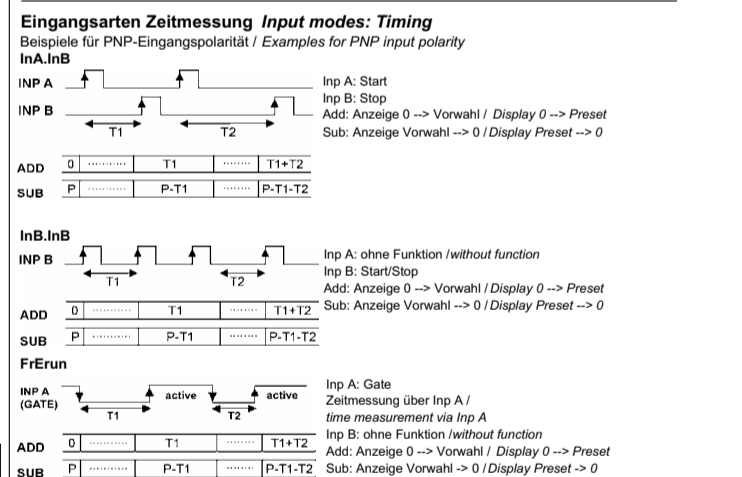 Eingangsarten Zeitmessung Input modes: Timing
Beispiele für PNP-Eingangspolarität / Examples for PNP input polarity
InA.InB
INP A
INP B
T1 T2
Inp A: Start
Inp B: Stop
Add: Anzeige 0 --> Vorwahl / Display 0 --> Preset
Sub: Anzeige Vorwahl --> 0 / Display Preset --> 0
ADD 0 ........... T1 ........ T1+T2
SUB P ........... P-T1 ........ P-T1-T2
InB.InB
INP B
T1 T2
Inp A: ohne Funktion /without function
Inp B: Start/Stop
Add: Anzeige 0 --> Vorwahl / Display 0 --> Preset
Sub: Anzeige Vorwahl --> 0 / Display Preset --> 0
ADD 0 ........... T1 ........ T1+T2
SUB P ........... P-T1 ........ P-T1-T2
FrErun
INP A
(GATE)
active active
T1 T2
Inp A: Gate
Zeitmessung über Inp A /
time measurement via Inp A
Inp B: ohne Funktion /without function
Add: Anzeige 0 --> Vorwahl / Display 0 --> Preset
Sub: Anzeige Vorwahl -> 0 / Display Preset -> 0
ADD 0 ........... T1 ........ T1+T2
SUB P ........... P-T1 ........ P-T1-T2